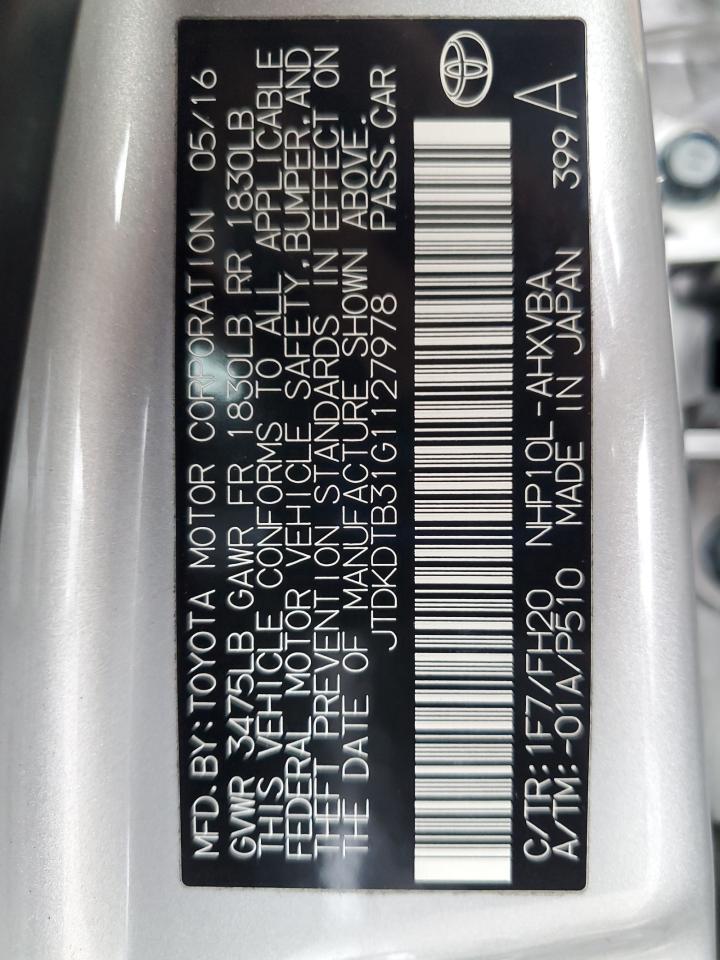 MFD.BY:TOYOTA MOTOR CORPORATION 05/16
GVWR 3475LB GAWR FR 1830LB RR 1830LB
THIS VEHICLE CONFORMS TO ALL APPLICABLE
FEDERAL MOTOR VEHICLE SAFETY,BUMPER,AND
THEFT PREVENTION STANDARDS IN EFFECT ON
THE DATE OF MANUFACTURE SHOWN ABOVE.
JTDKDTB31G1127978 PASS.CAR
C/TR:1F7/FH20 NHP10L-AHXVBA 399 A
A/TM:-01A/P510 MADE IN JAPAN